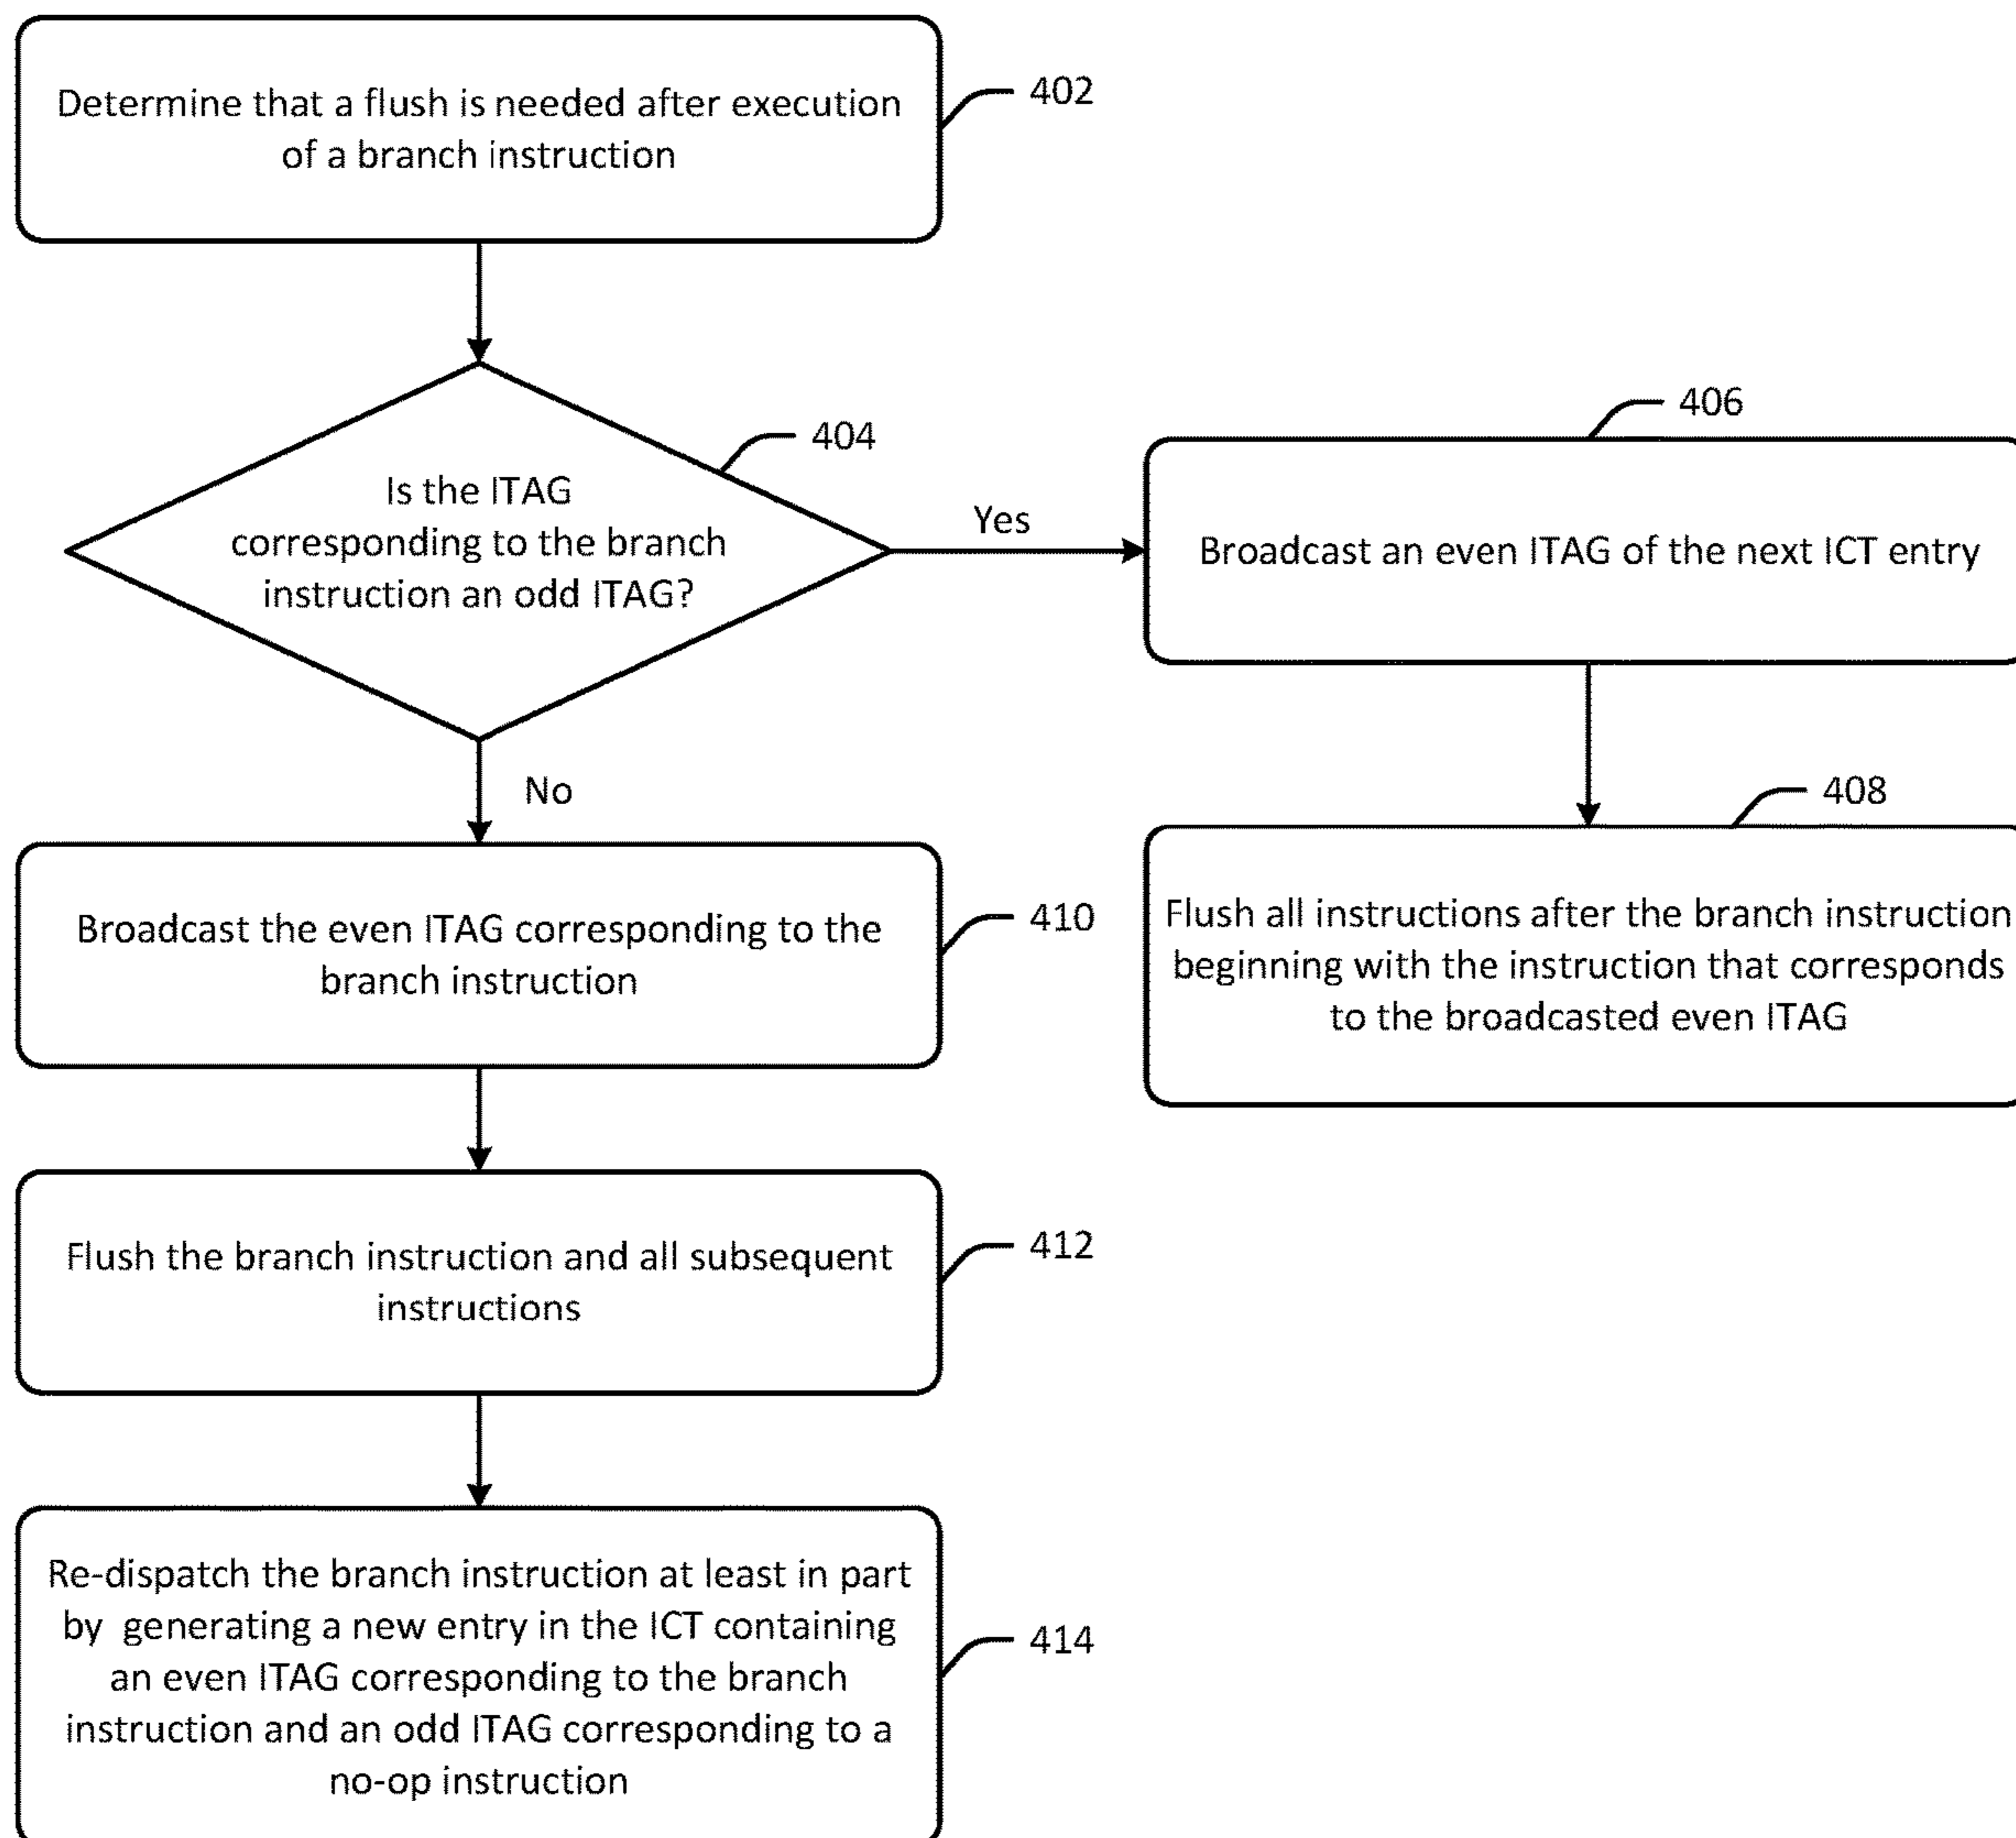 Determine that a flush is needed after execution
of a branch instruction
402
Is the ITAG
corresponding to the branch
instruction an odd ITAG?
404
Yes
406
Broadcast an even ITAG of the next ICT entry
No
408
Flush all instructions after the branch instruction
beginning with the instruction that corresponds
to the broadcasted even ITAG
Broadcast the even ITAG corresponding to the
branch instruction
410
Flush the branch instruction and all subsequent
instructions
412
Re-dispatch the branch instruction at least in part
by generating a new entry in the ICT containing
an even ITAG corresponding to the branch
instruction and an odd ITAG corresponding to a
no-op instruction
414